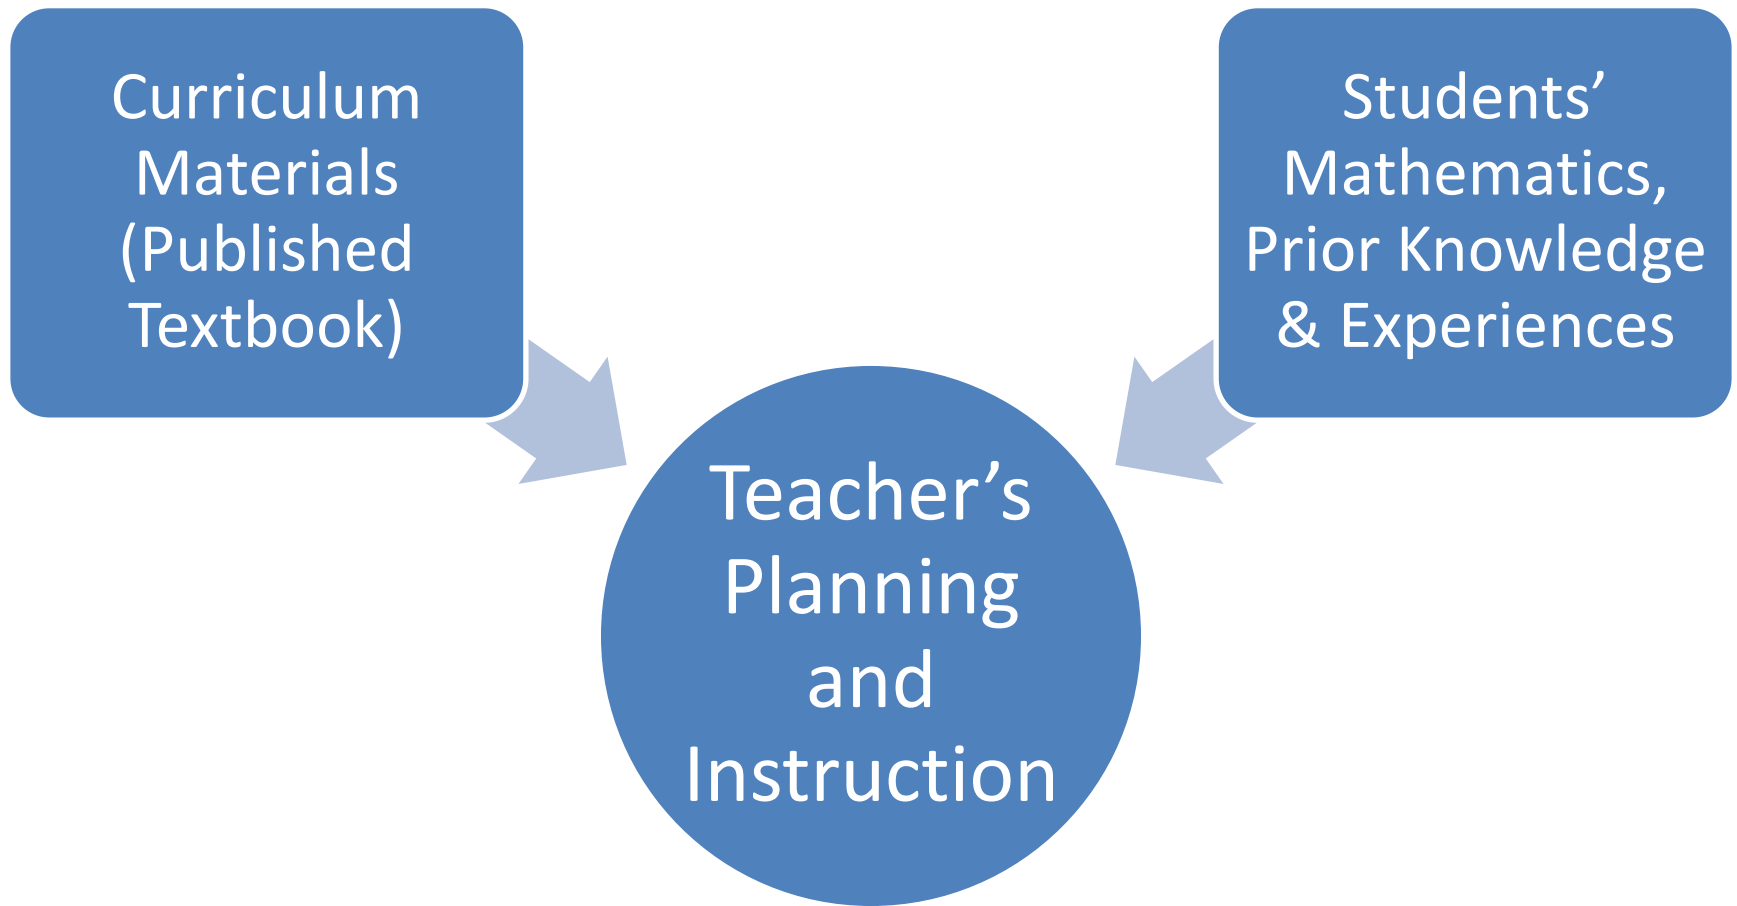 Curriculum
Materials
(Published
Textbook)
Students’
Mathematics,
Prior Knowledge
& Experiences
Teacher’s
Planning
and
Instruction